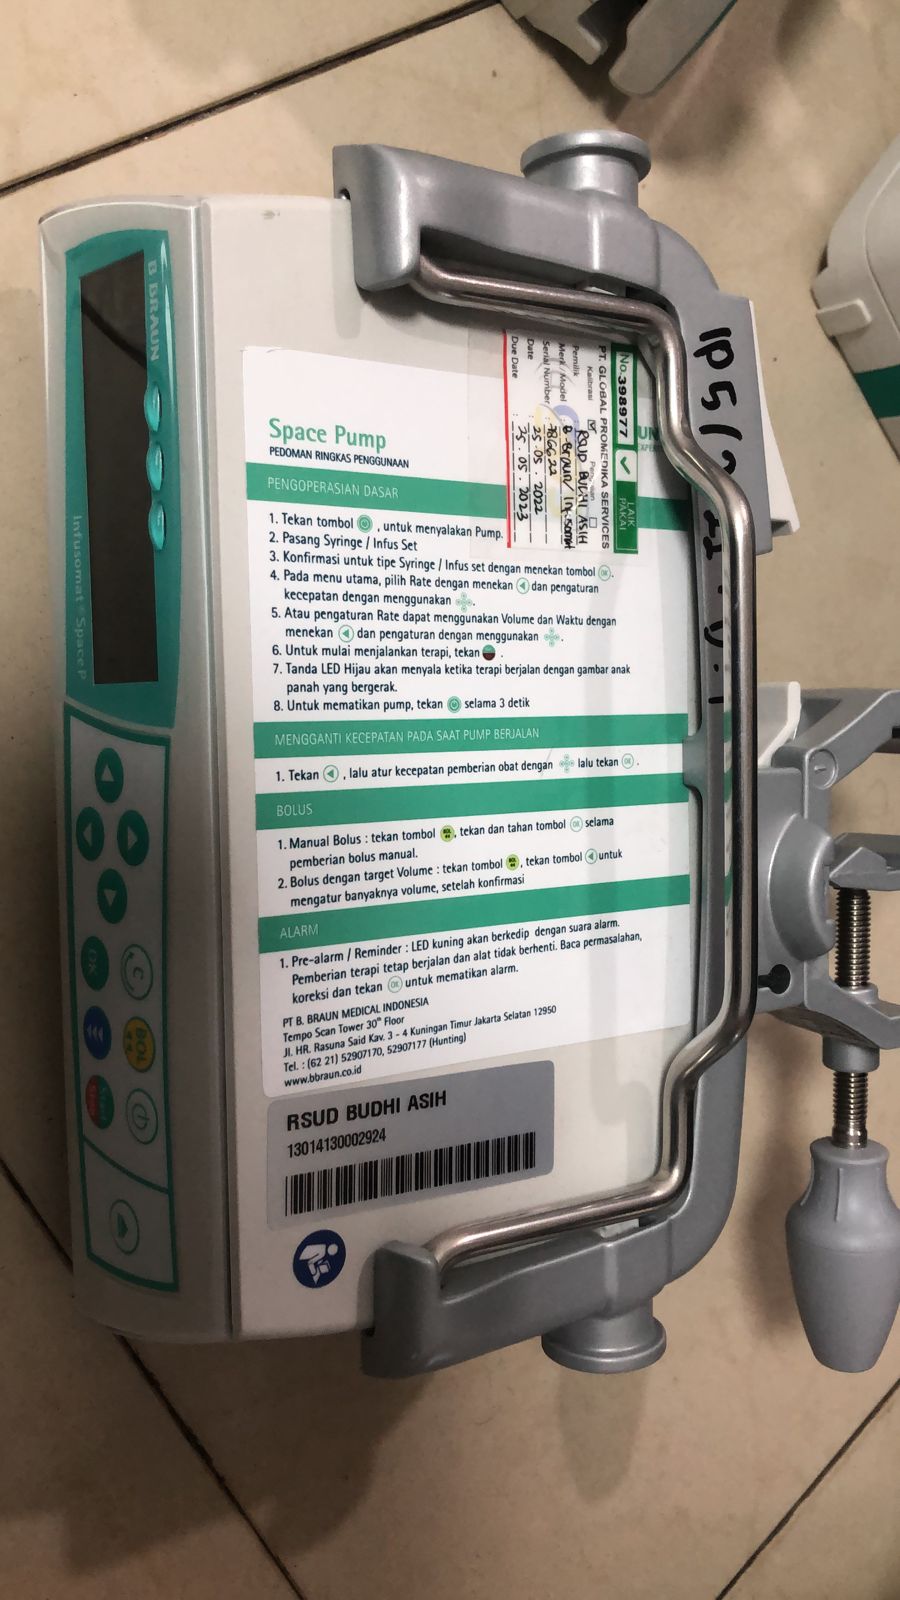 B BRAUN
Infusomat® Space P
OK
C
BOL
Start
Stop
Space Pump
PEDOMAN RINGKAS PENGGUNAAN
PENGOPERASIAN DASAR
1. Tekan tombol , untuk menyalakan Pump.
2. Pasang Syringe / Infus Set
3. Konfirmasi untuk tipe Syringe / Infus set dengan menekan tombol OK.
4. Pada menu utama, pilih Rate dengan menekan dan pengaturan
kecepatan dengan menggunakan .
5. Atau pengaturan Rate dapat menggunakan Volume dan Waktu dengan
menekan dan pengaturan dengan menggunakan .
6. Untuk mulai menjalankan terapi, tekan .
7. Tanda LED Hijau akan menyala ketika terapi berjalan dengan gambar anak
panah yang bergerak.
8. Untuk mematikan pump, tekan selama 3 detik
MENGGANTI KECEPATAN PADA SAAT PUMP BERJALAN
1. Tekan , lalu atur kecepatan pemberian obat dengan lalu tekan OK .
BOLUS
1. Manual Bolus : tekan tombol BOL, tekan dan tahan tombol OK selama
pemberian bolus manual.
2. Bolus dengan target Volume : tekan tombol BOL, tekan tombol untuk
mengatur banyaknya volume, setelah konfirmasi
ALARM
1. Pre-alarm / Reminder : LED kuning akan berkedip dengan suara alarm.
Pemberian terapi tetap berjalan dan alat tidak berhenti. Baca permasalahan,
koreksi dan tekan OK untuk mematikan alarm.
PT B. BRAUN MEDICAL INDONESIA
Tempo Scan Tower 30th Floor
Jl. HR. Rasuna Said Kav. 3 - 4 Kuningan Timur Jakarta Selatan 12950
Tel. : (62 21) 52907170, 52907177 (Hunting)
www.bbraun.co.id
RSUD BUDHI ASIH
13014130002924
No. 398977 LAIK PAKAI
PT. GLOBAL PROMEDIKA SERVICES
Kalibrasi
Pemilik : RSUD BUDHI ASIH
Merk / Model : B. Braun/
Serial Number :
Date : 25.05.2022
Due Date : 25.05.2023